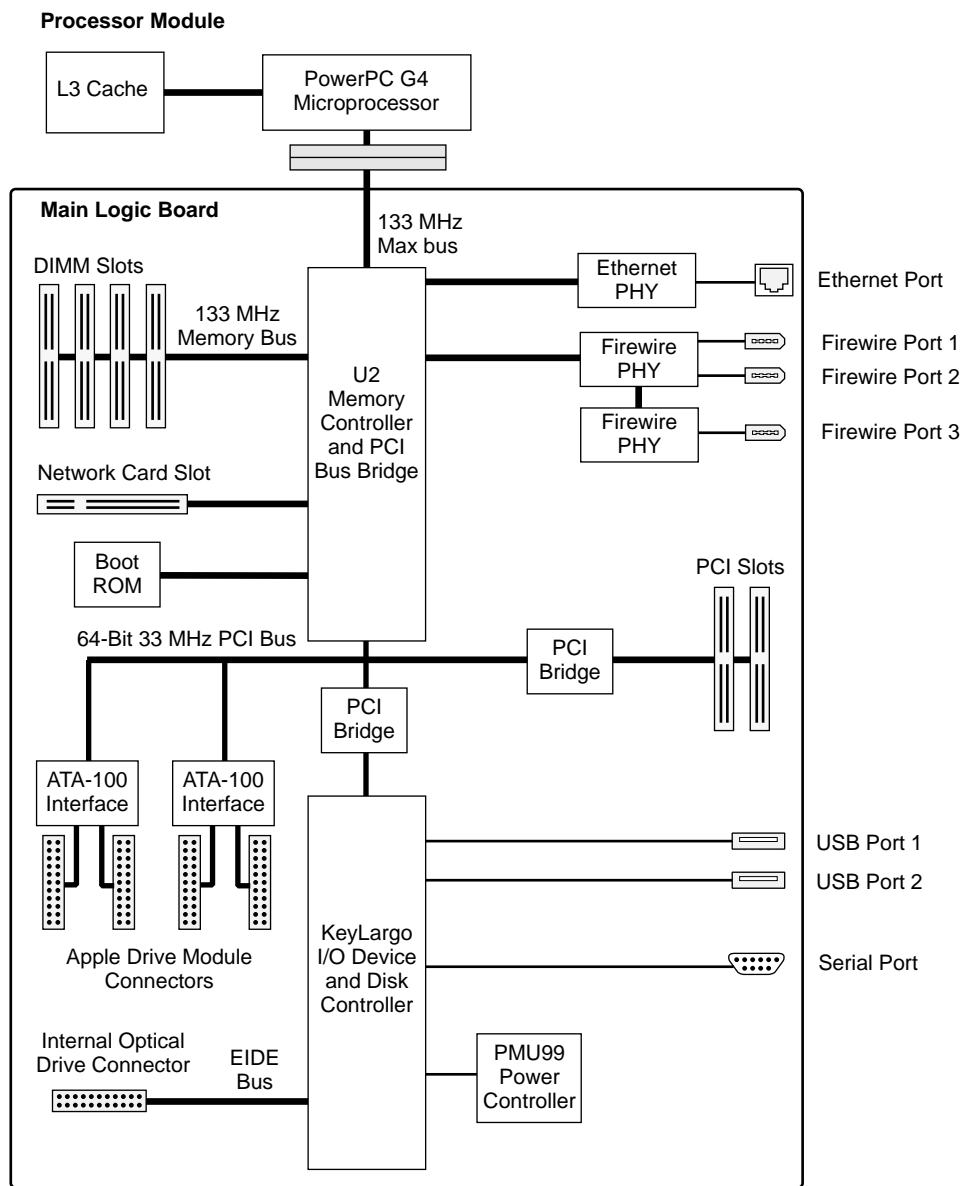 Processor Module
L3 Cache
PowerPC G4
Microprocessor
Main Logic Board
133 MHz
Max bus
DIMM Slots
133 MHz
Memory Bus
U2
Memory
Controller
and PCI
Bus Bridge
Ethernet
PHY
Ethernet Port
Firewire
PHY
Firewire Port 1
Firewire Port 2
Firewire
PHY
Firewire Port 3
Network Card Slot
Boot
ROM
PCI Slots
64-Bit 33 MHz PCI Bus
PCI
Bridge
PCI
Bridge
ATA-100
Interface
ATA-100
Interface
Apple Drive Module
Connectors
KeyLargo
I/O Device
and Disk
Controller
USB Port 1
USB Port 2
Serial Port
Internal Optical
Drive Connector
EIDE
Bus
PMU99
Power
Controller